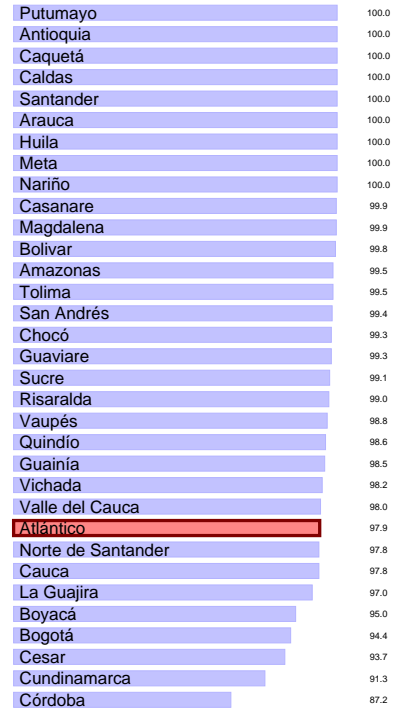 Putumayo 100.0
Antioquia 100.0
Caquetá 100.0
Caldas 100.0
Santander 100.0
Arauca 100.0
Huila 100.0
Meta 100.0
Nariño 100.0
Casanare 99.9
Magdalena 99.9
Bolivar 99.8
Amazonas 99.5
Tolima 99.5
San Andrés 99.4
Chocó 99.3
Guaviare 99.3
Sucre 99.1
Risaralda 99.0
Vaupés 98.8
Quindío 98.6
Guainía 98.5
Vichada 98.2
Valle del Cauca 98.0
Atlántico 97.9
Norte de Santander 97.8
Cauca 97.8
La Guajira 97.0
Boyacá 95.0
Bogotá 94.4
Cesar 93.7
Cundinamarca 91.3
Córdoba 87.2